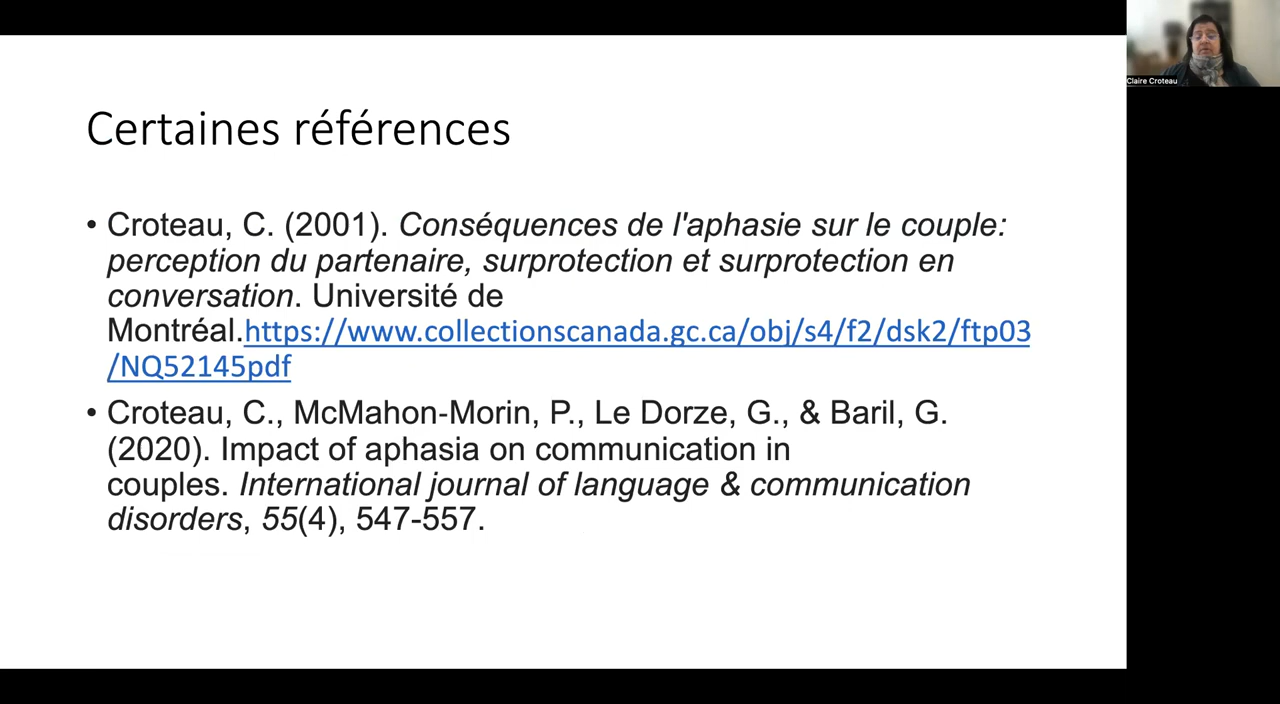 Certaines références
• Croteau, C. (2001). Conséquences de l'aphasie sur le couple:
perception du partenaire, surprotection et surprotection en
conversation. Université de
Montréal.https://www.collectionscanada.gc.ca/obj/s4/f2/dsk2/ftp03
/NQ52145pdf
• Croteau, C., McMahon-Morin, P., Le Dorze, G., & Baril, G.
(2020). Impact of aphasia on communication in
couples. International journal of language & communication
disorders, 55(4), 547-557.
Claire Croteau